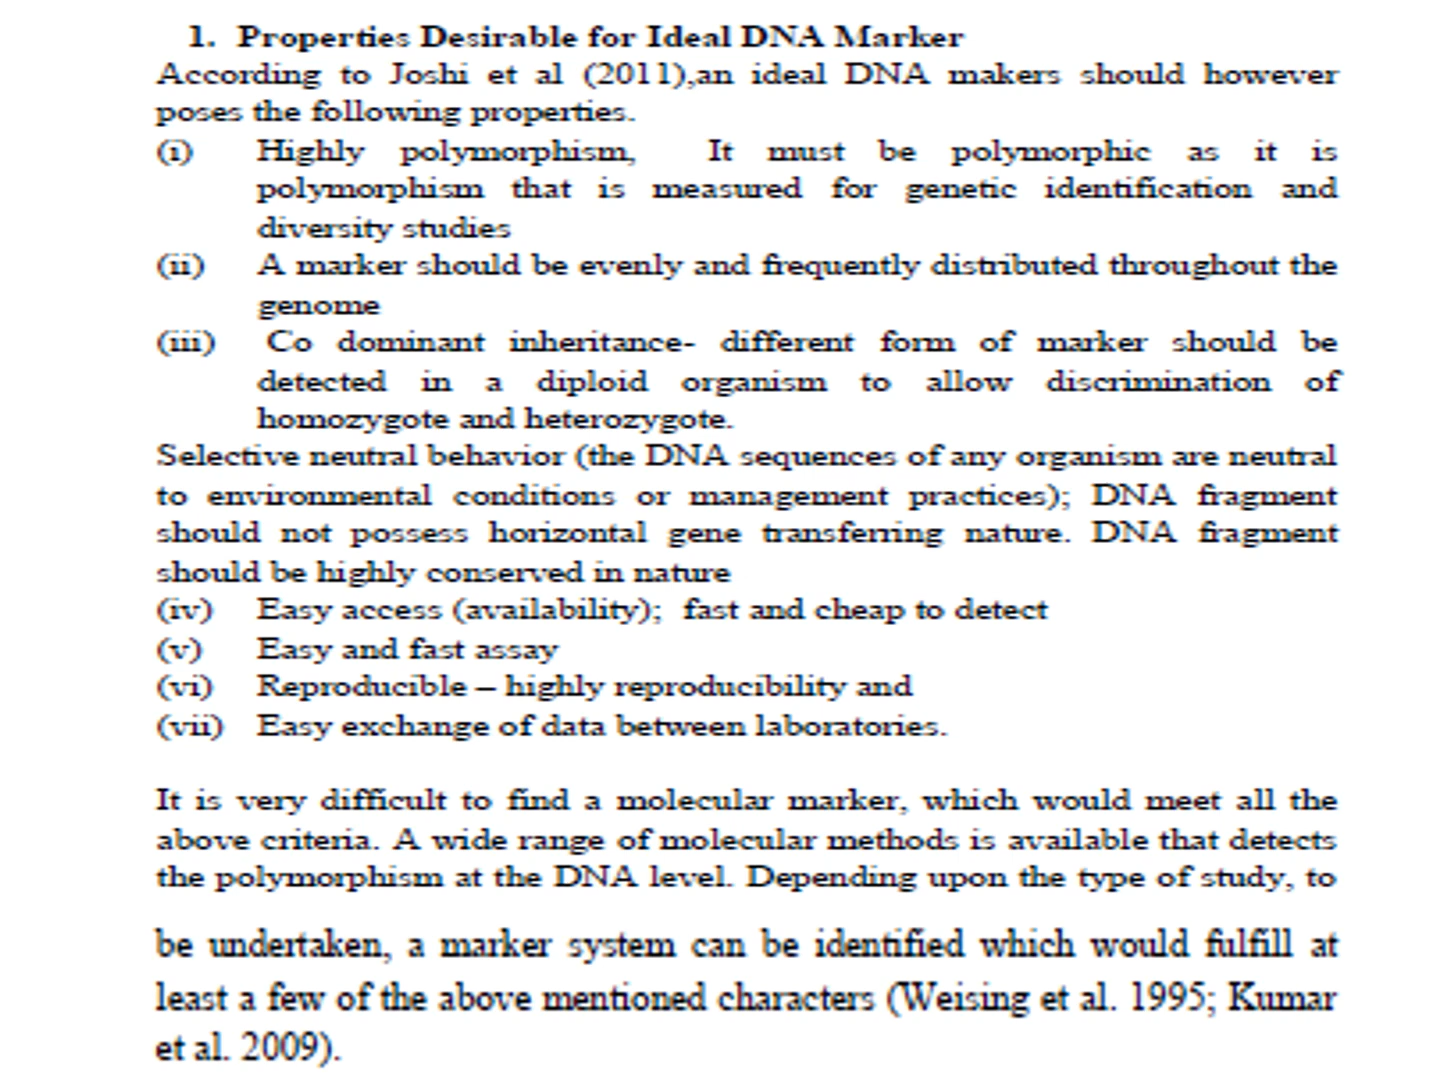 1. Properties Desirable for Ideal DNA Marker
According to Joshi et al (2011),an ideal DNA makers should however
poses the following properties.
(i) Highly polymorphism, It must be polymorphic as it is
polymorphism that is measured for genetic identification and
diversity studies
(ii) A marker should be evenly and frequently distributed throughout the
genome
(iii) Co dominant inheritance- different form of marker should be
detected in a diploid organism to allow discrimination of
homozygote and heterozygote.
Selective neutral behavior (the DNA sequences of any organism are neutral
to environmental conditions or management practices); DNA fragment
should not possess horizontal gene transferring nature. DNA fragment
should be highly conserved in nature
(iv) Easy access (availability); fast and cheap to detect
(v) Easy and fast assay
(vi) Reproducible – highly reproducibility and
(vii) Easy exchange of data between laboratories.
It is very difficult to find a molecular marker, which would meet all the
above criteria. A wide range of molecular methods is available that detects
the polymorphism at the DNA level. Depending upon the type of study, to
be undertaken, a marker system can be identified which would fulfill at
least a few of the above mentioned characters (Weising et al. 1995; Kumar
et al. 2009).